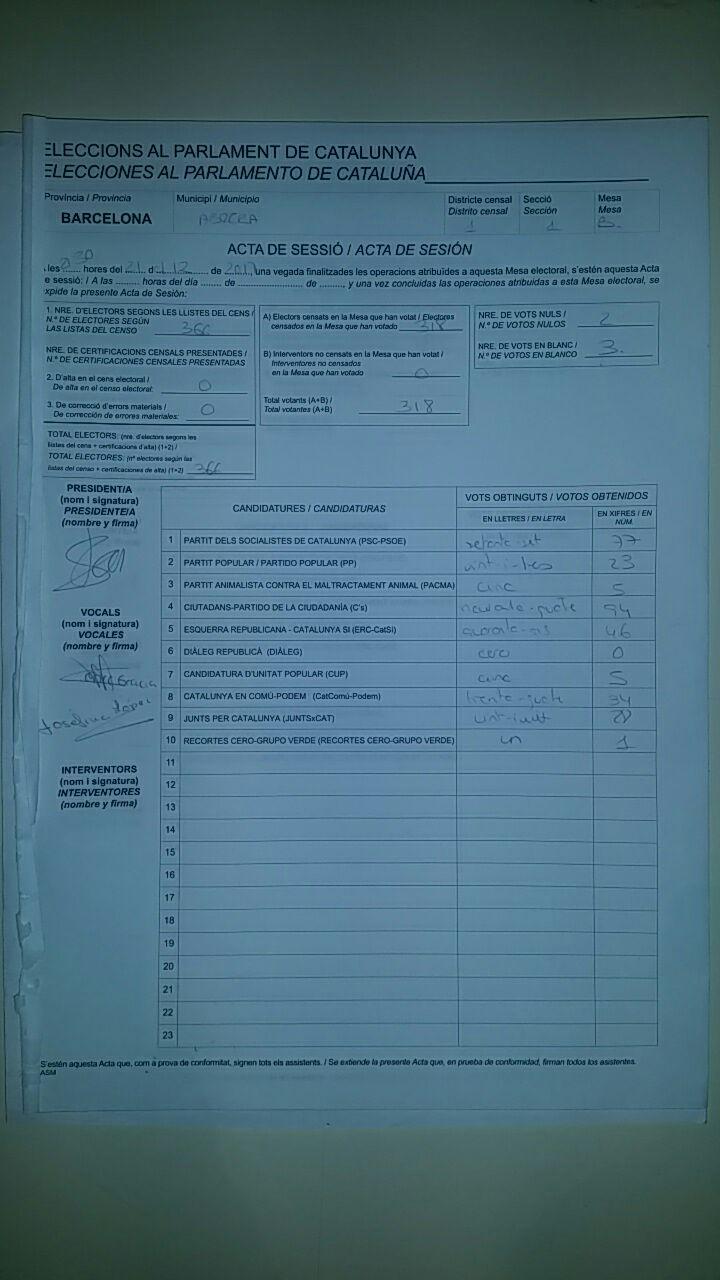 ELECCIONS AL PARLAMENT DE CATALUNYA
ELECCIONES AL PARLAMENTO DE CATALUÑA
Provincia / Provincia Municipi / Municipio Districte censal Secció Mesa
Distrito censal Sección Mesa
BARCELONA ABRERA 1 1 B.
ACTA DE SESSIÓ / ACTA DE SESIÓN
les hores del 21 d 12 de 2017 una vegada finalitzades les operacions atribuïdes a aquesta Mesa electoral, s'estén aquesta Acta
e sessió: / A las ......... horas del día ....... de ........................... de ........., y una vez concluidas las operaciones atribuidas a esta Mesa electoral, se
xpide la presente Acta de Sesión:
1. NRE. D'ELECTORS SEGONS LES LLISTES DEL CENS /
N.º DE ELECTORES SEGÚN
LAS LISTAS DEL CENSO 366
NRE. DE CERTIFICACIONS CENSALS PRESENTADES /
N.º DE CERTIFICACIONES CENSALES PRESENTADAS
2. D'alta en el cens electoral /
De alta en el censo electoral: 0
3. De correcció d'errors materials /
De corrección de errores materiales: 0
TOTAL ELECTORS: (nre. d'electors segons les
llistes del cens + certificacions d'alta) (1+2) /
TOTAL ELECTORES: (nº electores según las
listas del censo + certificaciones de alta) (1+2) 366
A) Electors censats en la Mesa que han votat / Electores
censados en la Mesa que han votado 318
B) Interventors no censats en la Mesa que han votat /
Interventores no censados
en la Mesa que han votado 0
Total votants (A+B) /
Total votantes (A+B) 318
NRE. DE VOTS NULS /
N.º DE VOTOS NULOS 2
NRE. DE VOTS EN BLANC /
N.º DE VOTOS EN BLANCO 3.
PRESIDENT/A
(nom i signatura)
PRESIDENTE/A
(nombre y firma)
VOCALS
(nom i signatura)
VOCALES
(nombre y firma)
Garcia
Joselina Lopez
INTERVENTORS
(nom i signatura)
INTERVENTORES
(nombre y firma)
CANDIDATURES / CANDIDATURAS VOTS OBTINGUTS / VOTOS OBTENIDOS
EN LLETRES / EN LETRA EN XIFRES / EN NÚM.
1 PARTIT DELS SOCIALISTES DE CATALUNYA (PSC-PSOE) setanta-set 77
2 PARTIT POPULAR / PARTIDO POPULAR (PP) vint-i-tres 23
3 PARTIT ANIMALISTA CONTRA EL MALTRACTAMENT ANIMAL (PACMA) cinc 5
4 CIUTADANS-PARTIDO DE LA CIUDADANÍA (C's) 94
5 ESQUERRA REPUBLICANA - CATALUNYA SI (ERC-CatSí) 46
6 DIÀLEG REPUBLICÀ (DIÀLEG) cero 0
7 CANDIDATURA D'UNITAT POPULAR (CUP) cinc 5
8 CATALUNYA EN COMÚ-PODEM (CatComú-Podem) 34
9 JUNTS PER CATALUNYA (JUNTSxCAT) 28
10 RECORTES CERO-GRUPO VERDE (RECORTES CERO-GRUPO VERDE) un 1
11
12
13
14
15
16
17
18
19
20
21
22
23
S'estén aquesta Acta que, com a prova de conformitat, signen tots els assistents. / Se extiende la presente Acta que, en prueba de conformidad, firman todos los asistentes.
ASM